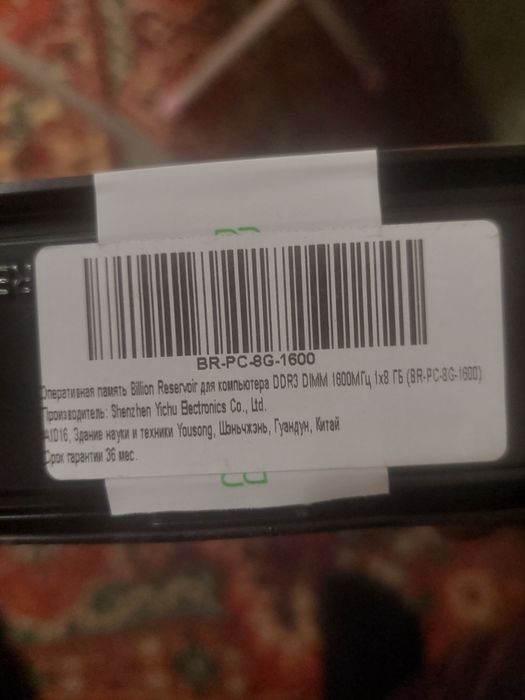 BR-PC-8G-1600
Оперативная память Billion Reservoir для компьютера DDR3 DIMM 1600МГц 1x8 ГБ (BR-PC-8G-1600)
Производитель: Shenzhen Yichu Electronics Co., Ltd.
A1016, Здание науки и техники Yousong, Шэньчжэнь, Гуандун, Китай
Срок гарантии 36 мес.